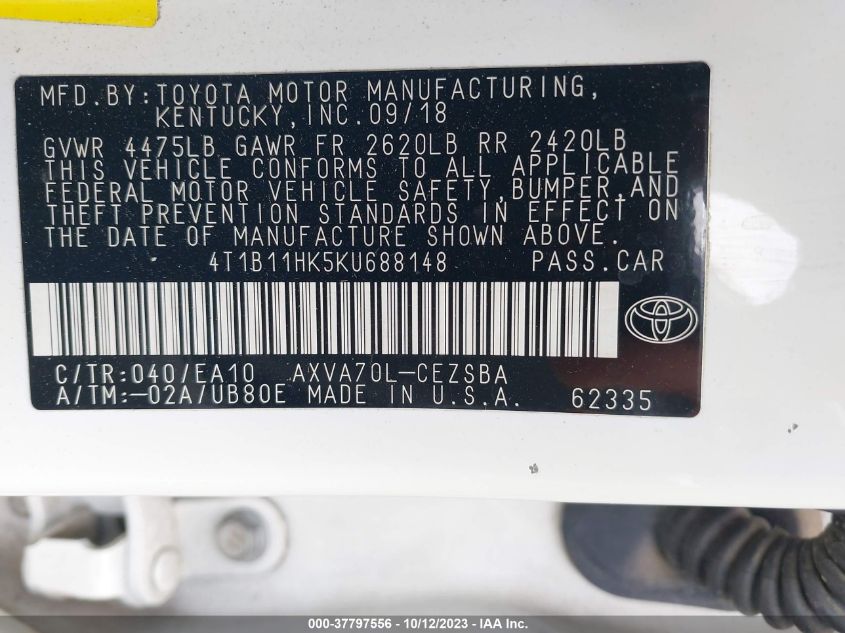 MFD.BY:TOYOTA MOTOR MANUFACTURING,
KENTUCKY, INC.09/18
GVWR 4475LB GAWR FR 2620LB RR 2420LB
THIS VEHICLE CONFORMS TO ALL APPLICABLE
FEDERAL MOTOR VEHICLE SAFETY,BUMPER,AND
THEFT PREVENTION STANDARDS IN EFFECT ON
THE DATE OF MANUFACTURE SHOWN ABOVE.
4T1B11HK5KU688148 PASS.CAR
C/TR:040/EA10 AXVA70L-CEZSBA
A/TM:-02A/UB80E MADE IN U.S.A. 62335
000-37797556 - 10/12/2023 - IAA Inc.